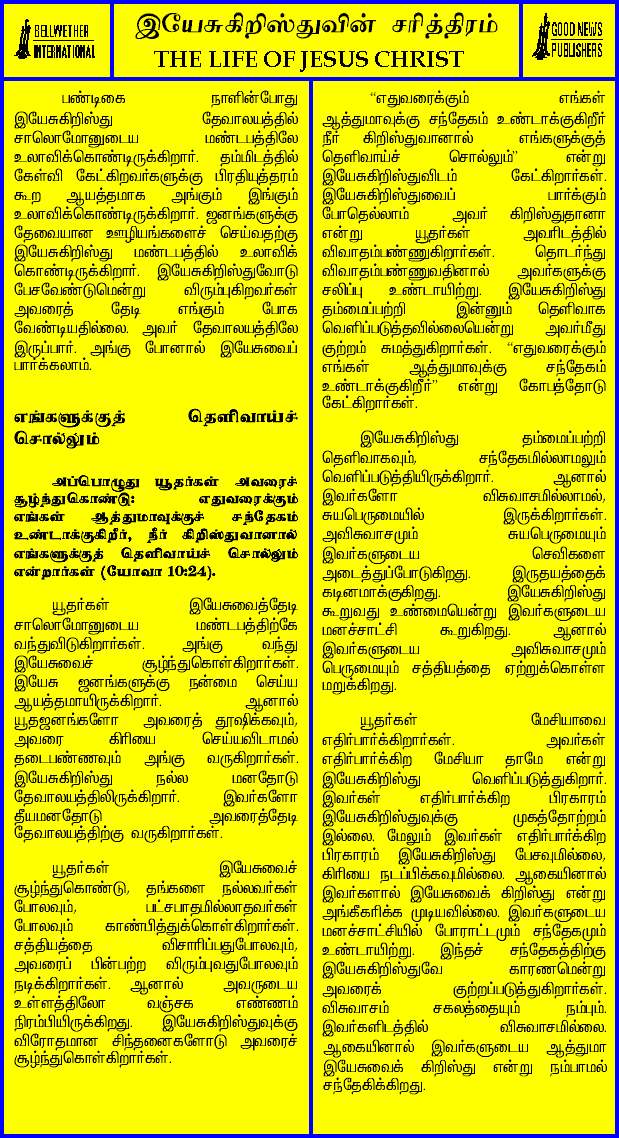 BELLWETHER
INTERNATIONAL
இயேசுகிறிஸ்துவின் சரித்திரம்
THE LIFE OF JESUS CHRIST
GOOD NEWS
PUBLISHERS
பண்டிகை நாளின்போது
இயேசுகிறிஸ்து தேவாலயத்தில்
சாலொமோனுடைய மண்டபத்திலே
உலாவிக்கொண்டிருக்கிறார். தம்மிடத்தில்
கேள்வி கேட்கிறவர்களுக்கு பிரதியுத்தரம்
கூற ஆயத்தமாக அங்கும் இங்கும்
உலாவிக்கொண்டிருக்கிறார். ஜனங்களுக்கு
தேவையான ஊழியங்களைச் செய்வதற்கு
இயேசுகிறிஸ்து மண்டபத்தில் உலாவிக்
கொண்டிருக்கிறார். இயேசுகிறிஸ்துவோடு
பேசவேண்டுமென்று விரும்புகிறவர்கள்
அவரைத் தேடி எங்கும் போக
வேண்டியதில்லை. அவர் தேவாலயத்திலே
இருப்பார். அங்கு போனால் இயேசுவைப்
பார்க்கலாம்.
எங்களுக்குத் தெளிவாய்ச்
சொல்லும்
அப்பொழுது யூதர்கள் அவரைச்
சூழ்ந்துகொண்டு: எதுவரைக்கும்
எங்கள் ஆத்துமாவுக்குச் சந்தேகம்
உண்டாக்குகிறீர், நீர் கிறிஸ்துவானால்
எங்களுக்குத் தெளிவாய்ச் சொல்லும்
என்றார்கள் (யோவா 10:24).
யூதர்கள் இயேசுவைத்தேடி
சாலொமோனுடைய மண்டபத்திற்கே
வந்துவிடுகிறார்கள். அங்கு வந்து
இயேசுவைச் சூழ்ந்துகொள்கிறார்கள்.
இயேசு ஜனங்களுக்கு நன்மை செய்ய
ஆயத்தமாயிருக்கிறார். ஆனால்
யூதஜனங்களோ அவரைத் தூஷிக்கவும்,
அவரை கிரியை செய்யவிடாமல்
தடைபண்ணவும் அங்கு வருகிறார்கள்.
இயேசுகிறிஸ்து நல்ல மனதோடு
தேவாலயத்திலிருக்கிறார். இவர்களோ
தீயமனதோடு அவரைத்தேடி
தேவாலயத்திற்கு வருகிறார்கள்.
யூதர்கள் இயேசுவைச்
சூழ்ந்துகொண்டு, தங்களை நல்லவர்கள்
போலவும், பட்சபாதமில்லாதவர்கள்
போலவும் காண்பித்துக்கொள்கிறார்கள்.
சத்தியத்தை விசாரிப்பதுபோலவும்,
அவரைப் பின்பற்ற விரும்புவதுபோலவும்
நடிக்கிறார்கள். ஆனால் அவருடைய
உள்ளத்திலோ வஞ்சக எண்ணம்
நிரம்பியிருக்கிறது. இயேசுகிறிஸ்துவுக்கு
விரோதமான சிந்தனைகளோடு அவரைச்
சூழ்ந்துகொள்கிறார்கள்.
“எதுவரைக்கும் எங்கள்
ஆத்துமாவுக்கு சந்தேகம் உண்டாக்குகிறீர்
நீர் கிறிஸ்துவானால் எங்களுக்குத்
தெளிவாய்ச் சொல்லும்” என்று
இயேசுகிறிஸ்துவிடம் கேட்கிறார்கள்.
இயேசுகிறிஸ்துவைப் பார்க்கும்
போதெல்லாம் அவர் கிறிஸ்துதானா
என்று யூதர்கள் அவரிடத்தில்
விவாதம்பண்ணுகிறார்கள். தொடர்ந்து
விவாதம்பண்ணுவதினால் அவர்களுக்கு
சலிப்பு உண்டாயிற்று. இயேசுகிறிஸ்து
தம்மைப்பற்றி இன்னும் தெளிவாக
வெளிப்படுத்தவில்லையென்று அவர்மீது
குற்றம் சுமத்துகிறார்கள். “எதுவரைக்கும்
எங்கள் ஆத்துமாவுக்கு சந்தேகம்
உண்டாக்குகிறீர்” என்று கோபத்தோடு
கேட்கிறார்கள்.
இயேசுகிறிஸ்து தம்மைப்பற்றி
தெளிவாகவும், சந்தேகமில்லாமலும்
வெளிப்படுத்தியிருக்கிறார். ஆனால்
இவர்களோ விசுவாசமில்லாமல்,
சுயபெருமையில் இருக்கிறார்கள்.
அவிசுவாசமும் சுயபெருமையும்
இவர்களுடைய செவிகளை
அடைத்துப்போடுகிறது. இருதயத்தைக்
கடினமாக்குகிறது. இயேசுகிறிஸ்து
கூறுவது உண்மையென்று இவர்களுடைய
மனச்சாட்சி கூறுகிறது. ஆனால்
இவர்களுடைய அவிசுவாசமும்
பெருமையும் சத்தியத்தை ஏற்றுக்கொள்ள
மறுக்கிறது.
யூதர்கள் மேசியாவை
எதிர்பார்க்கிறார்கள். அவர்கள்
எதிர்பார்க்கிற மேசியா தாமே என்று
இயேசுகிறிஸ்து வெளிப்படுத்துகிறார்.
இவர்கள் எதிர்பார்க்கிற பிரகாரம்
இயேசுகிறிஸ்துவுக்கு முகத்தோற்றம்
இல்லை. மேலும் இவர்கள் எதிர்பார்க்கிற
பிரகாரம் இயேசுகிறிஸ்து பேசவுமில்லை,
கிரியை நடப்பிக்கவுமில்லை. ஆகையினால்
இவர்களால் இயேசுவைக் கிறிஸ்து என்று
அங்கீகரிக்க முடியவில்லை. இவர்களுடைய
மனச்சாட்சியில் போராட்டமும் சந்தேகமும்
உண்டாயிற்று. இந்தச் சந்தேகத்திற்கு
இயேசுகிறிஸ்துவே காரணமென்று
அவரைக் குற்றப்படுத்துகிறார்கள்.
விசுவாசம் சகலத்தையும் நம்பும்.
இவர்களிடத்தில் விசுவாசமில்லை.
ஆகையினால் இவர்களுடைய ஆத்துமா
இயேசுவைக் கிறிஸ்து என்று நம்பாமல்
சந்தேகிக்கிறது.